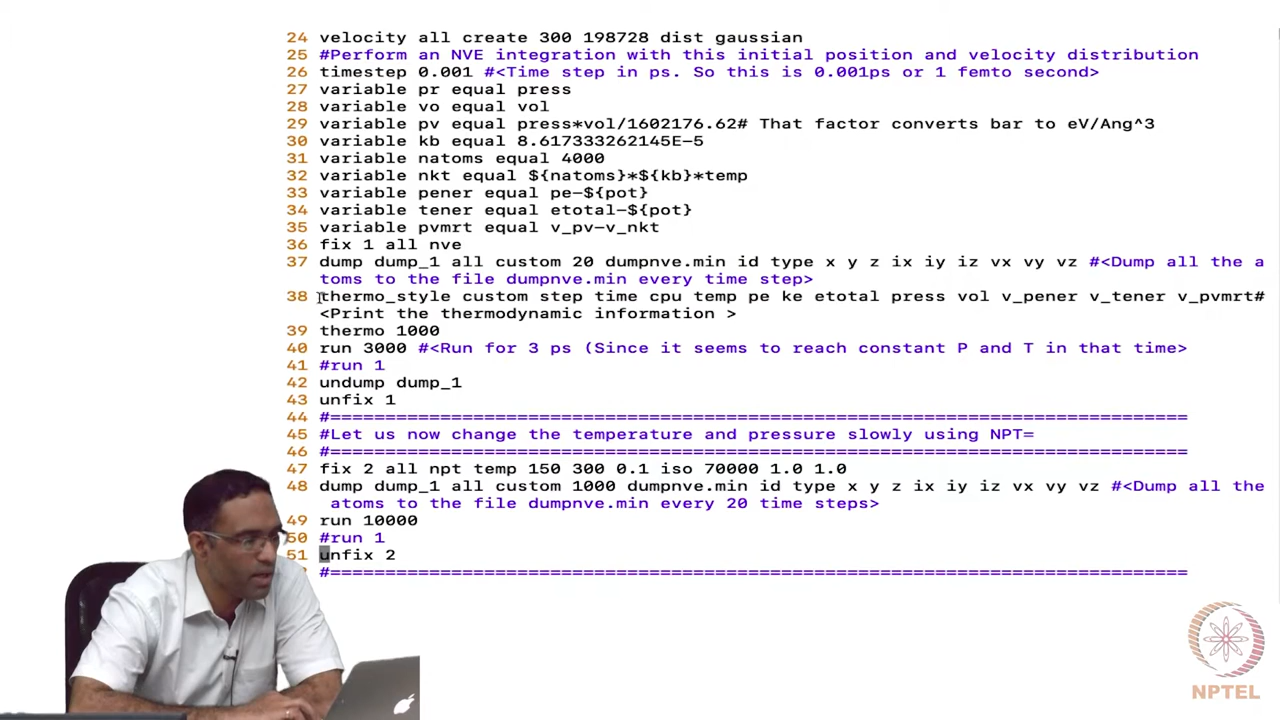 24 velocity all create 300 198728 dist gaussian
25 #Perform an NVE integration with this initial position and velocity distribution
26 timestep 0.001 #<Time step in ps. So this is 0.001ps or 1 femto second>
27 variable pr equal press
28 variable vo equal vol
29 variable pv equal press*vol/1602176.62# That factor converts bar to eV/Ang^3
30 variable kb equal 8.617333262145E-5
31 variable natoms equal 4000
32 variable nkt equal ${natoms}*${kb}*temp
33 variable pener equal pe-${pot}
34 variable tener equal etotal-${pot}
35 variable pvmrt equal v_pv-v_nkt
36 fix 1 all nve
37 dump dump_1 all custom 20 dumpnve.min id type x y z ix iy iz vx vy vz #<Dump all the a
toms to the file dumpnve.min every time step>
38 thermo_style custom step time cpu temp pe ke etotal press vol v_pener v_tener v_pvmrt#
<Print the thermodynamic information >
39 thermo 1000
40 run 3000 #<Run for 3 ps (Since it seems to reach constant P and T in that time>
41 #run 1
42 undump dump_1
43 unfix 1
44 #==============================================================================
45 #Let us now change the temperature and pressure slowly using NPT=
46 #==============================================================================
47 fix 2 all npt temp 150 300 0.1 iso 70000 1.0 1.0
48 dump dump_1 all custom 1000 dumpnve.min id type x y z ix iy iz vx vy vz #<Dump all the
atoms to the file dumpnve.min every 20 time steps>
49 run 10000
50 #run 1
51 unfix 2
#==============================================================================
NPTEL